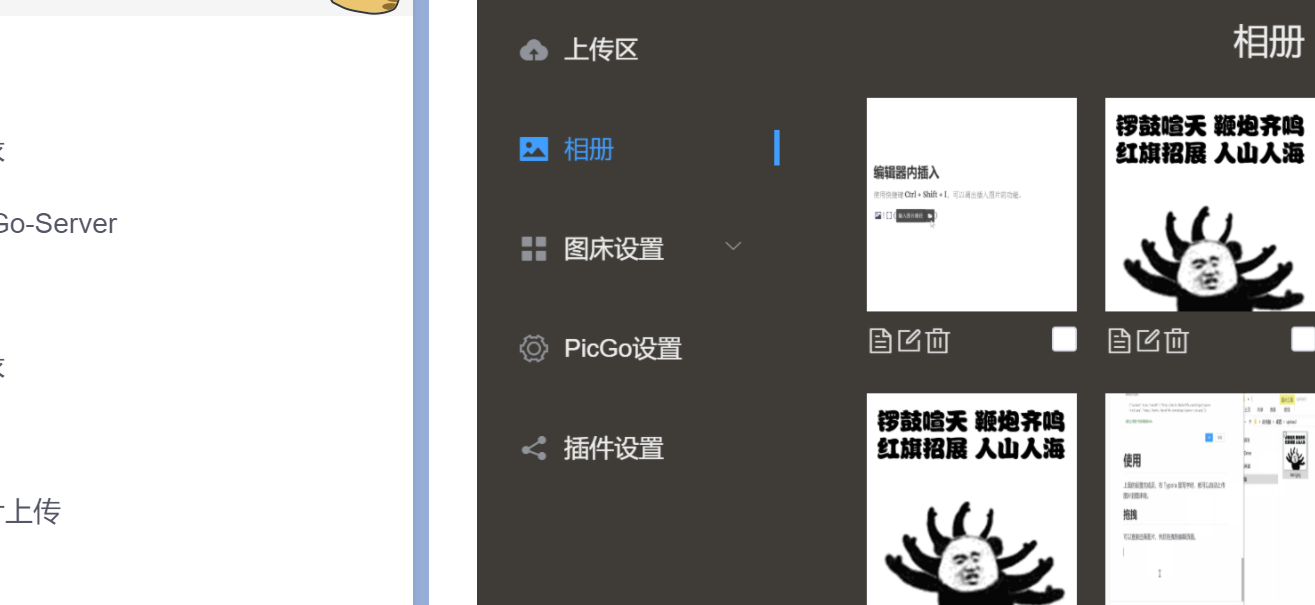 Go-Server
上传
上传区
相册
图床设置
PicGo设置
插件设置
相册
编辑器内插入
使用快捷键 Ctrl + Shift + I，可以调出插入图片的功能。
锣鼓喧天 鞭炮齐鸣
红旗招展 人山人海
锣鼓喧天 鞭炮齐鸣
红旗招展 人山人海
使用
拖拽